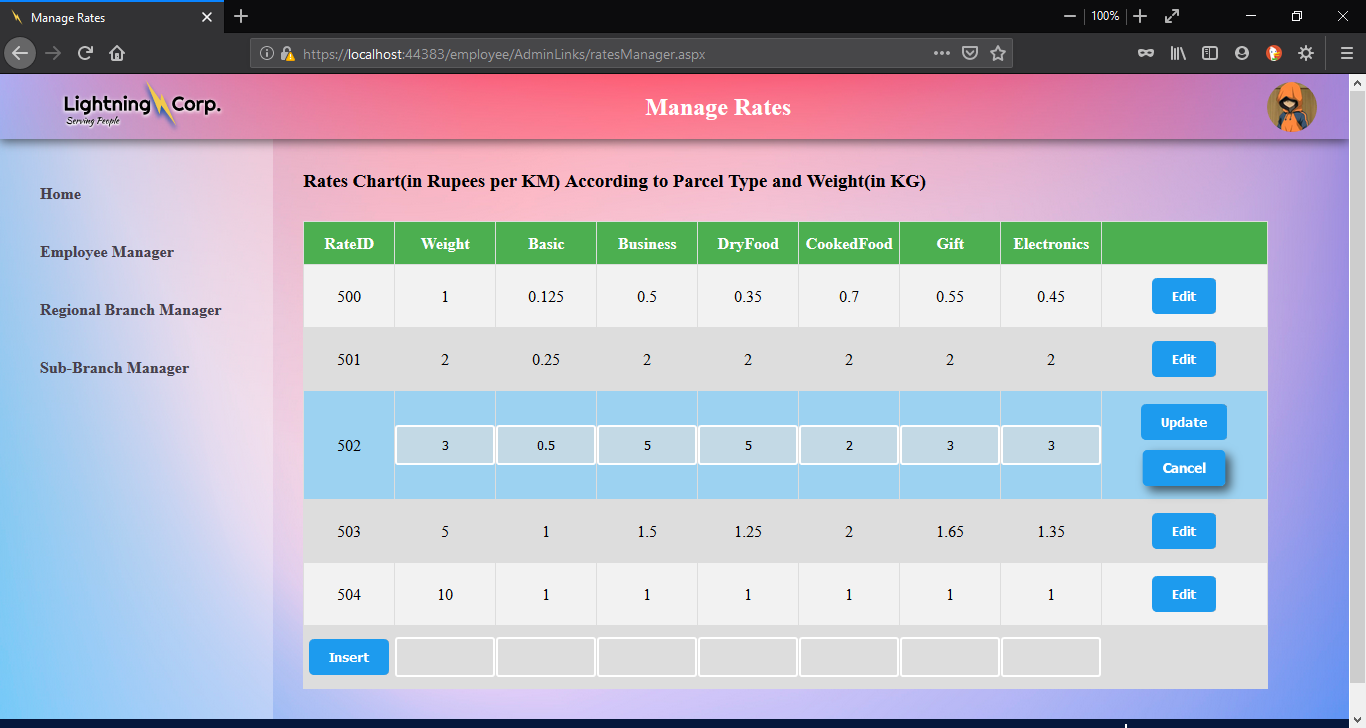 Manage Rates
100%
https://localhost:44383/employee/AdminLinks/ratesManager.aspx
Lightning Corp.
Serving People
Manage Rates
Home
Employee Manager
Regional Branch Manager
Sub-Branch Manager
Rates Chart(in Rupees per KM) According to Parcel Type and Weight(in KG)
RateID Weight Basic Business DryFood CookedFood Gift Electronics
500 1 0.125 0.5 0.35 0.7 0.55 0.45 Edit
501 2 0.25 2 2 2 2 2 Edit
502 3 0.5 5 5 2 3 3 Update
Cancel
503 5 1 1.5 1.25 2 1.65 1.35 Edit
504 10 1 1 1 1 1 1 Edit
Insert